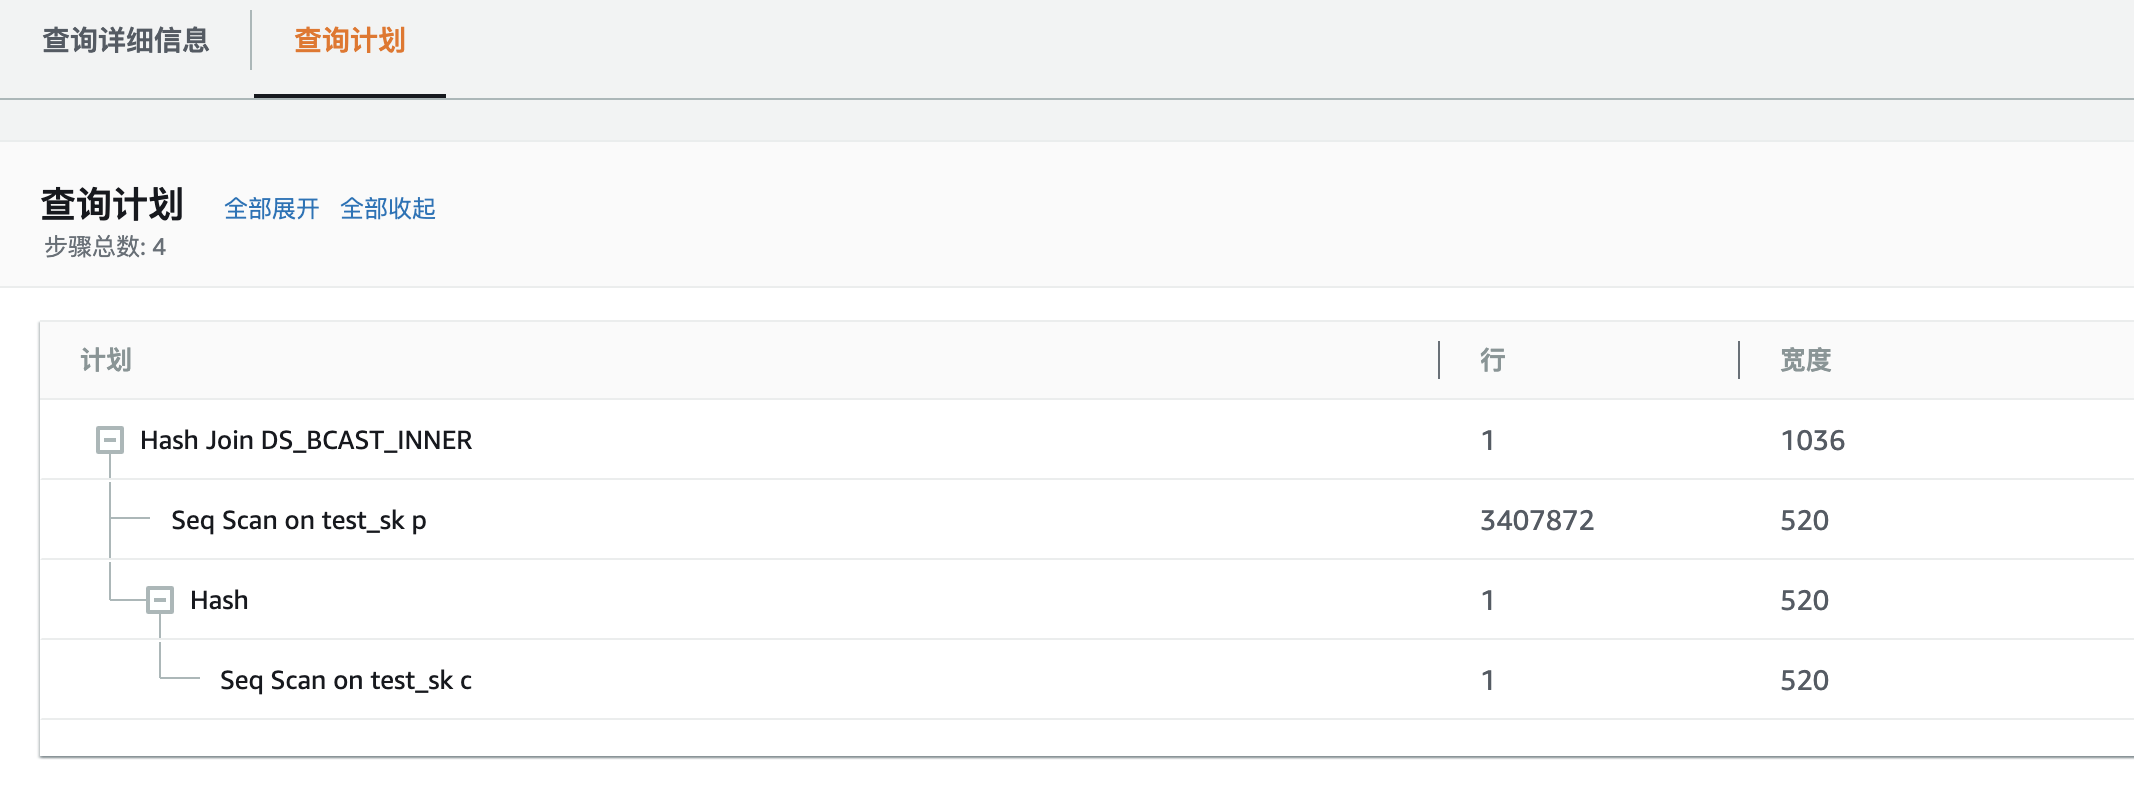 查询详细信息 查询计划
查询计划 全部展开 全部收起
步骤总数: 4
计划 行 宽度
Hash Join DS_BCAST_INNER 1 1036
Seq Scan on test_sk p 3407872 520
Hash 1 520
Seq Scan on test_sk c 1 520